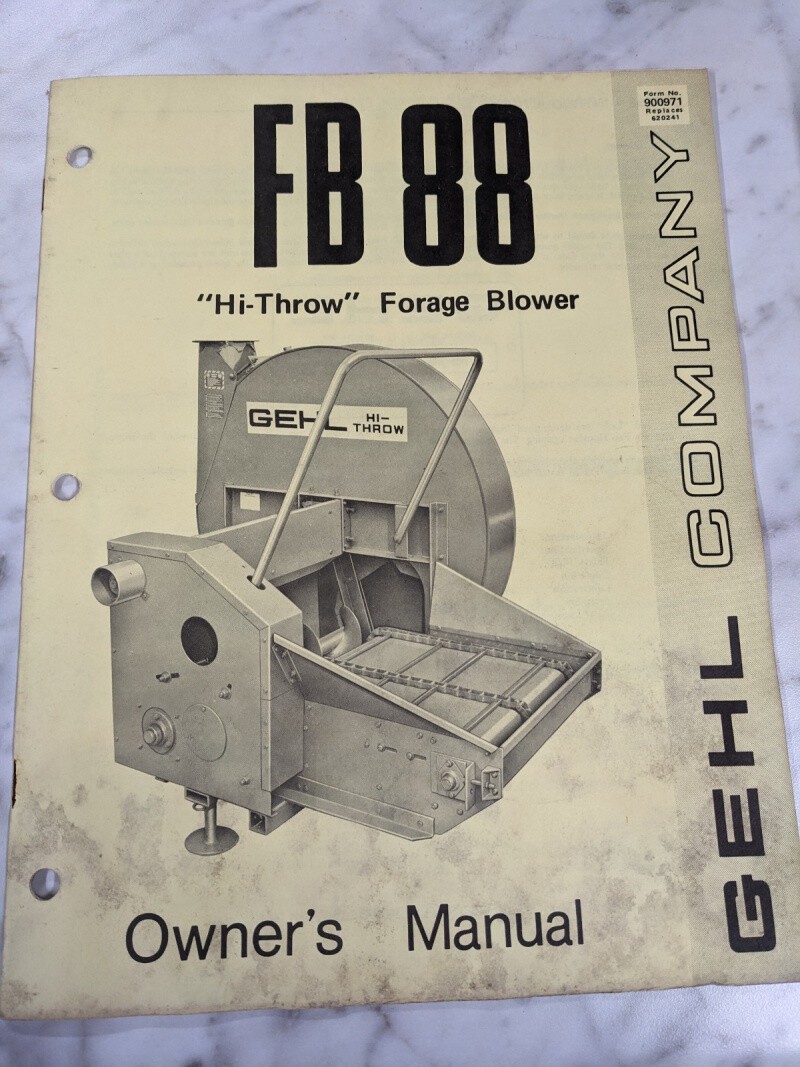 FB 88
Form No.
900971
Replaces
620241
"Hi-Throw" Forage Blower
GEHL HI-
THROW
GEHL COMPANY
Owner's Manual